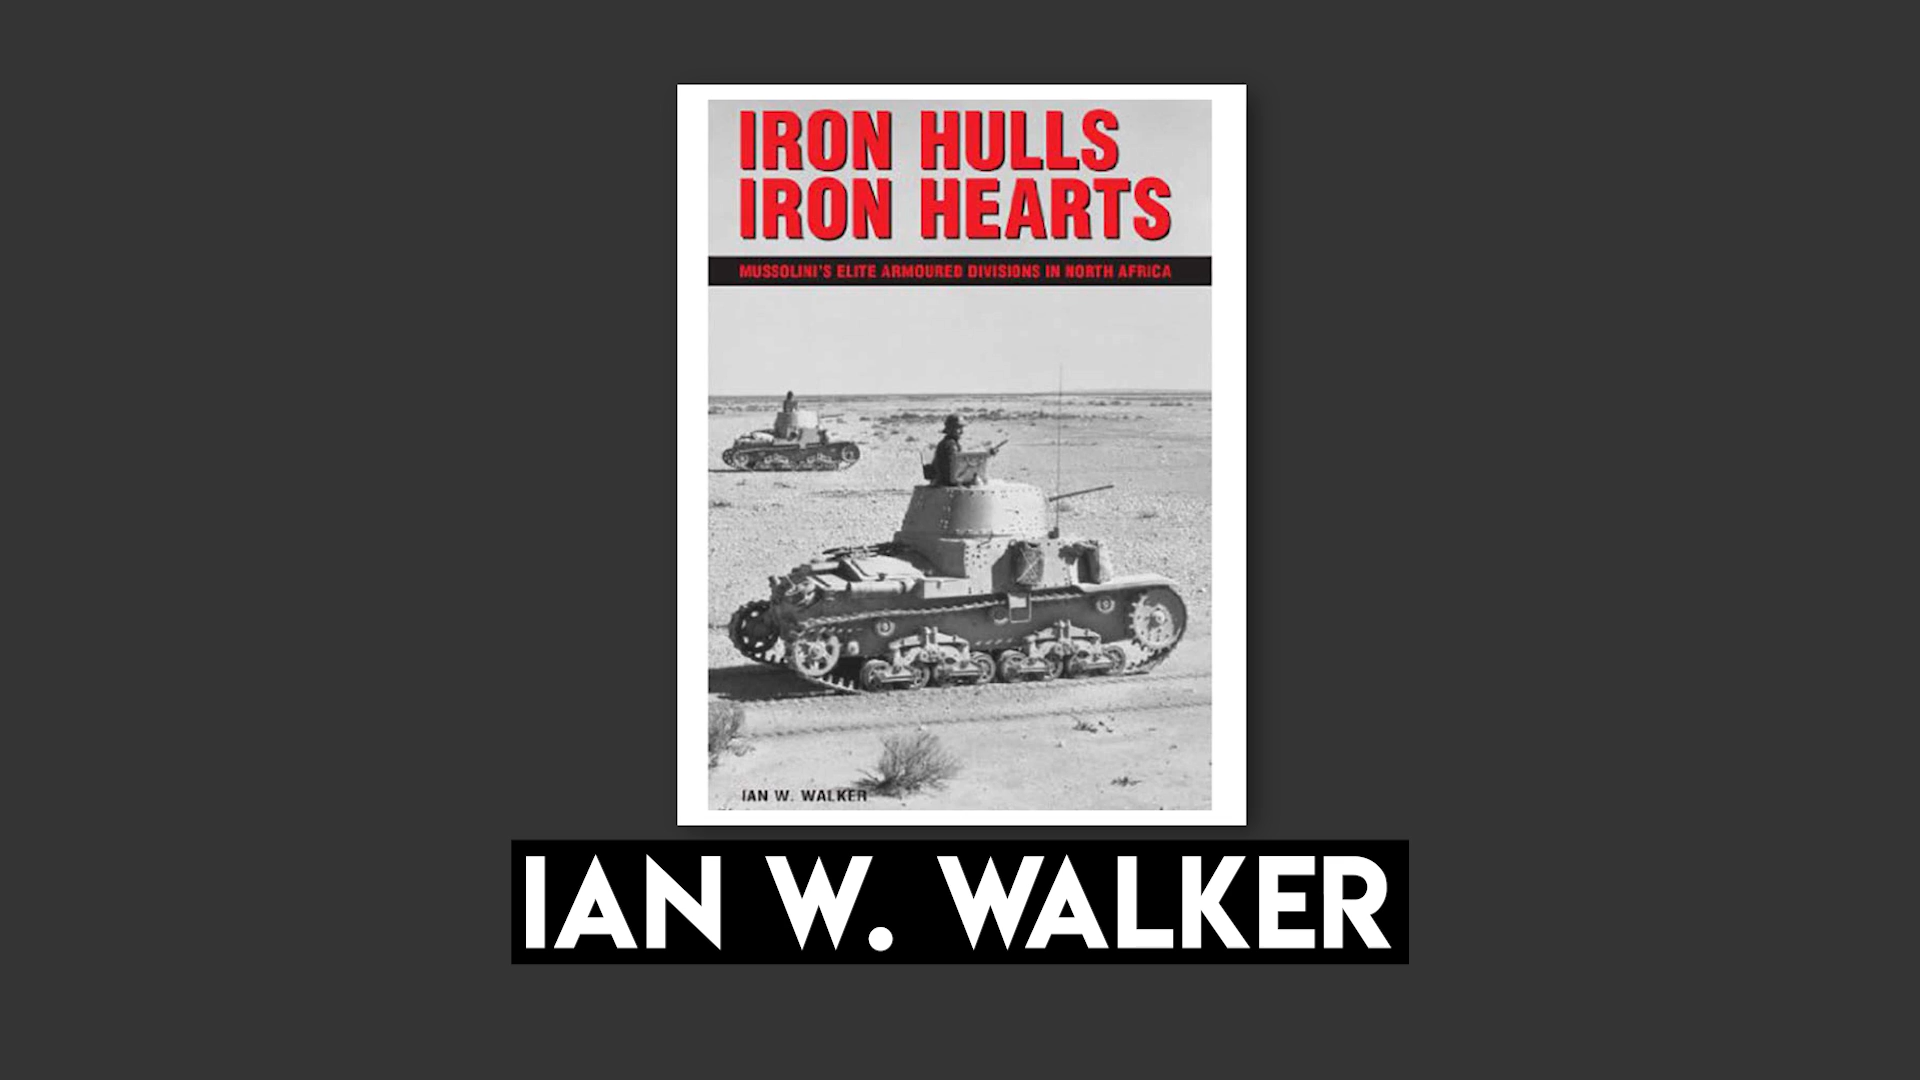 IRON HULLS
IRON HEARTS
MUSSOLINI'S ELITE ARMOURED DIVISIONS IN NORTH AFRICA
IAN W. WALKER
IAN W. WALKER